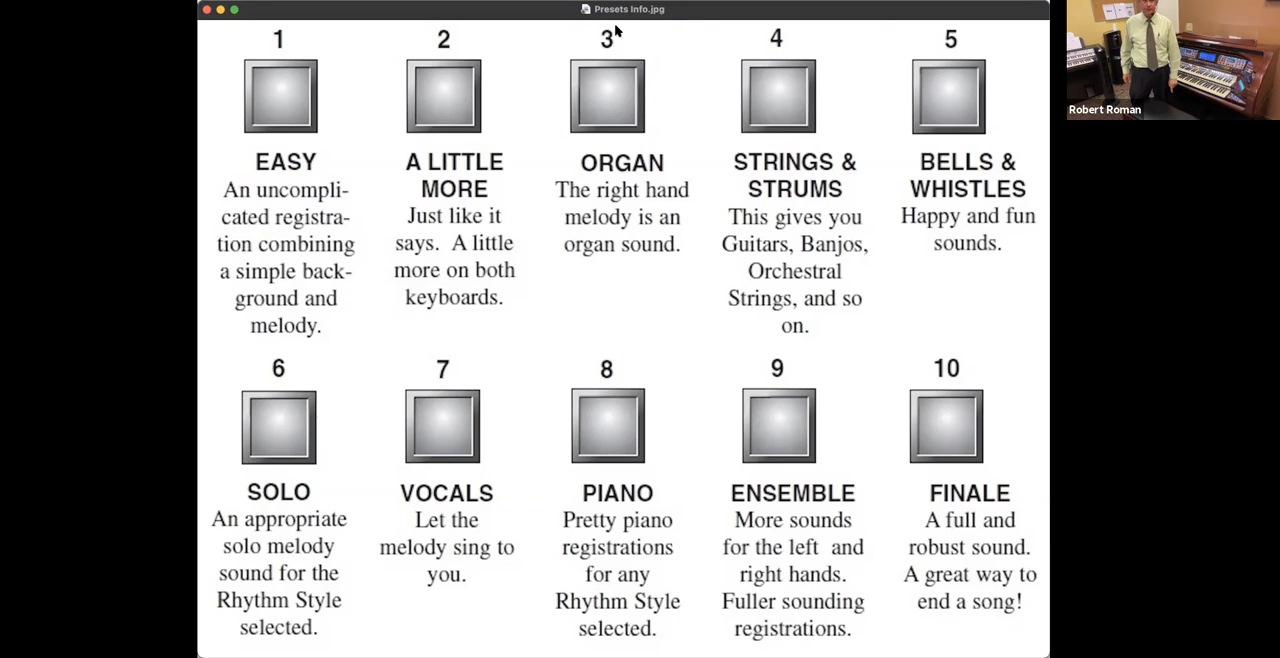 Presets Info.jpg
1
2
3
4
5
EASY
An uncompli-
cated registra-
tion combining
a simple back-
ground and
melody.
A LITTLE
MORE
Just like it
says. A little
more on both
keyboards.
ORGAN
The right hand
melody is an
organ sound.
STRINGS &
STRUMS
This gives you
Guitars, Banjos,
Orchestral
Strings, and so
on.
BELLS &
WHISTLES
Happy and fun
sounds.
6
7
8
9
10
SOLO
An appropriate
solo melody
sound for the
Rhythm Style
selected.
VOCALS
Let the
melody sing to
you.
PIANO
Pretty piano
registrations
for any
Rhythm Style
selected.
ENSEMBLE
More sounds
for the left and
right hands.
Fuller sounding
registrations.
FINALE
A full and
robust sound.
A great way to
end a song!
Robert Roman